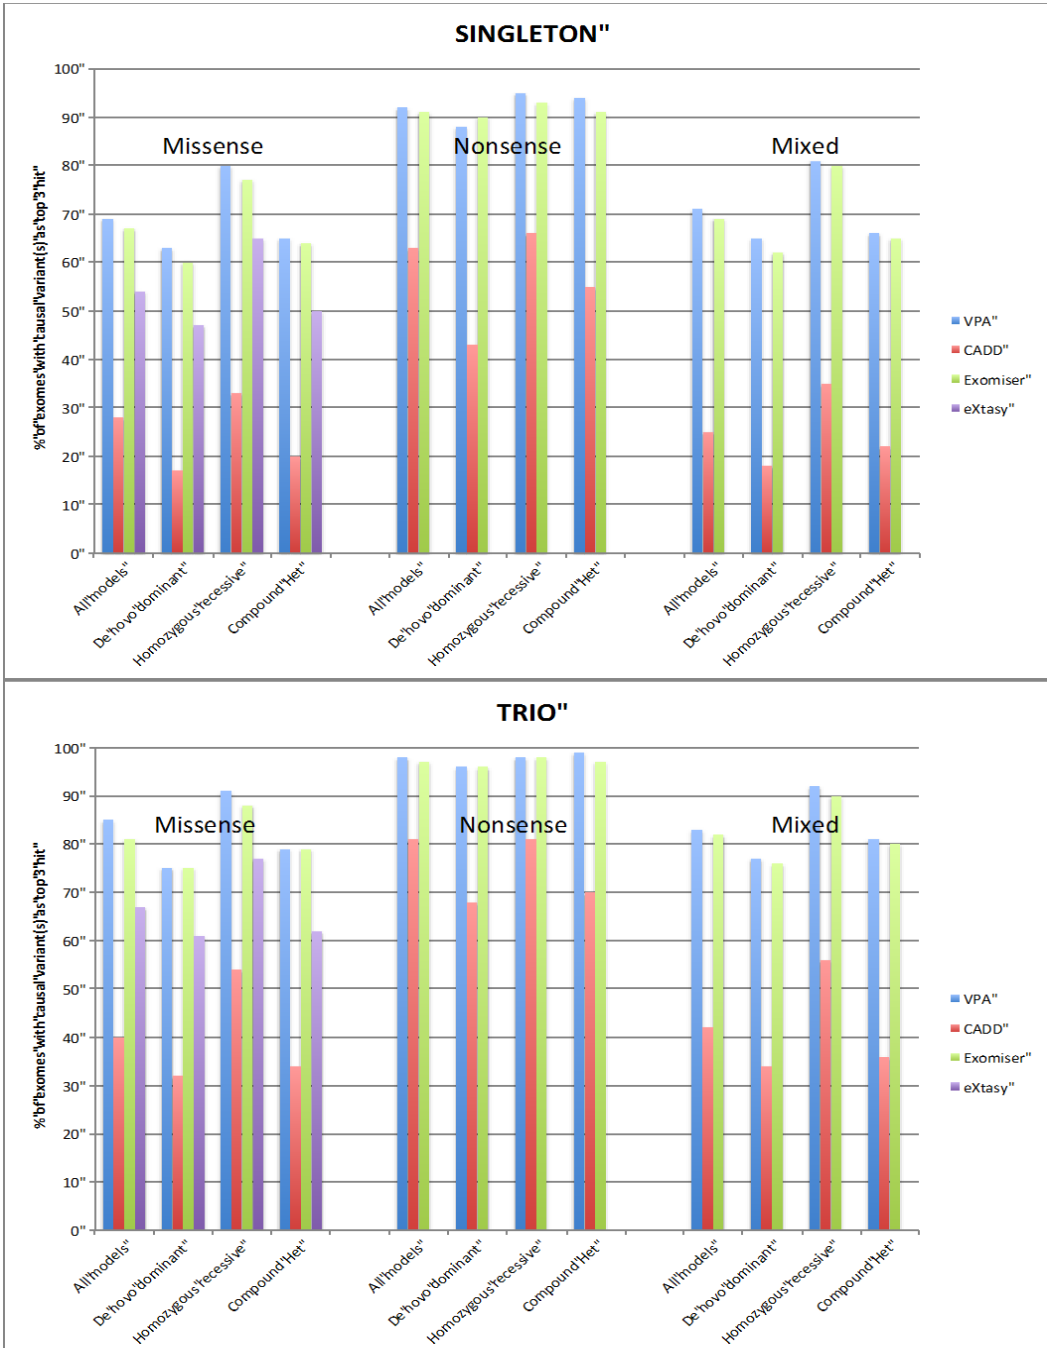 SINGLETON"
%"of"exomes"with"causal"variant(s)"as"top"3"hit"
100"
90"
80"
70"
60"
50"
40"
30"
20"
10"
0"
Missense
Nonsense
Mixed
All"models"
De"novo"dominant"
Homozygous"recessive"
Compound"Het"
All"models"
De"novo"dominant"
Homozygous"recessive"
Compound"Het"
All"models"
De"novo"dominant"
Homozygous"recessive"
Compound"Het"
VPA"
CADD"
Exomiser"
eXtasy"
TRIO"
%"of"exomes"with"causal"variant(s)"as"top"3"hit"
100"
90"
80"
70"
60"
50"
40"
30"
20"
10"
0"
Missense
Nonsense
Mixed
All"models"
De"novo"dominant"
Homozygous"recessive"
Compound"Het"
All"models"
De"novo"dominant"
Homozygous"recessive"
Compound"Het"
All"models"
De"novo"dominant"
Homozygous"recessive"
Compound"Het"
VPA"
CADD"
Exomiser"
eXtasy"